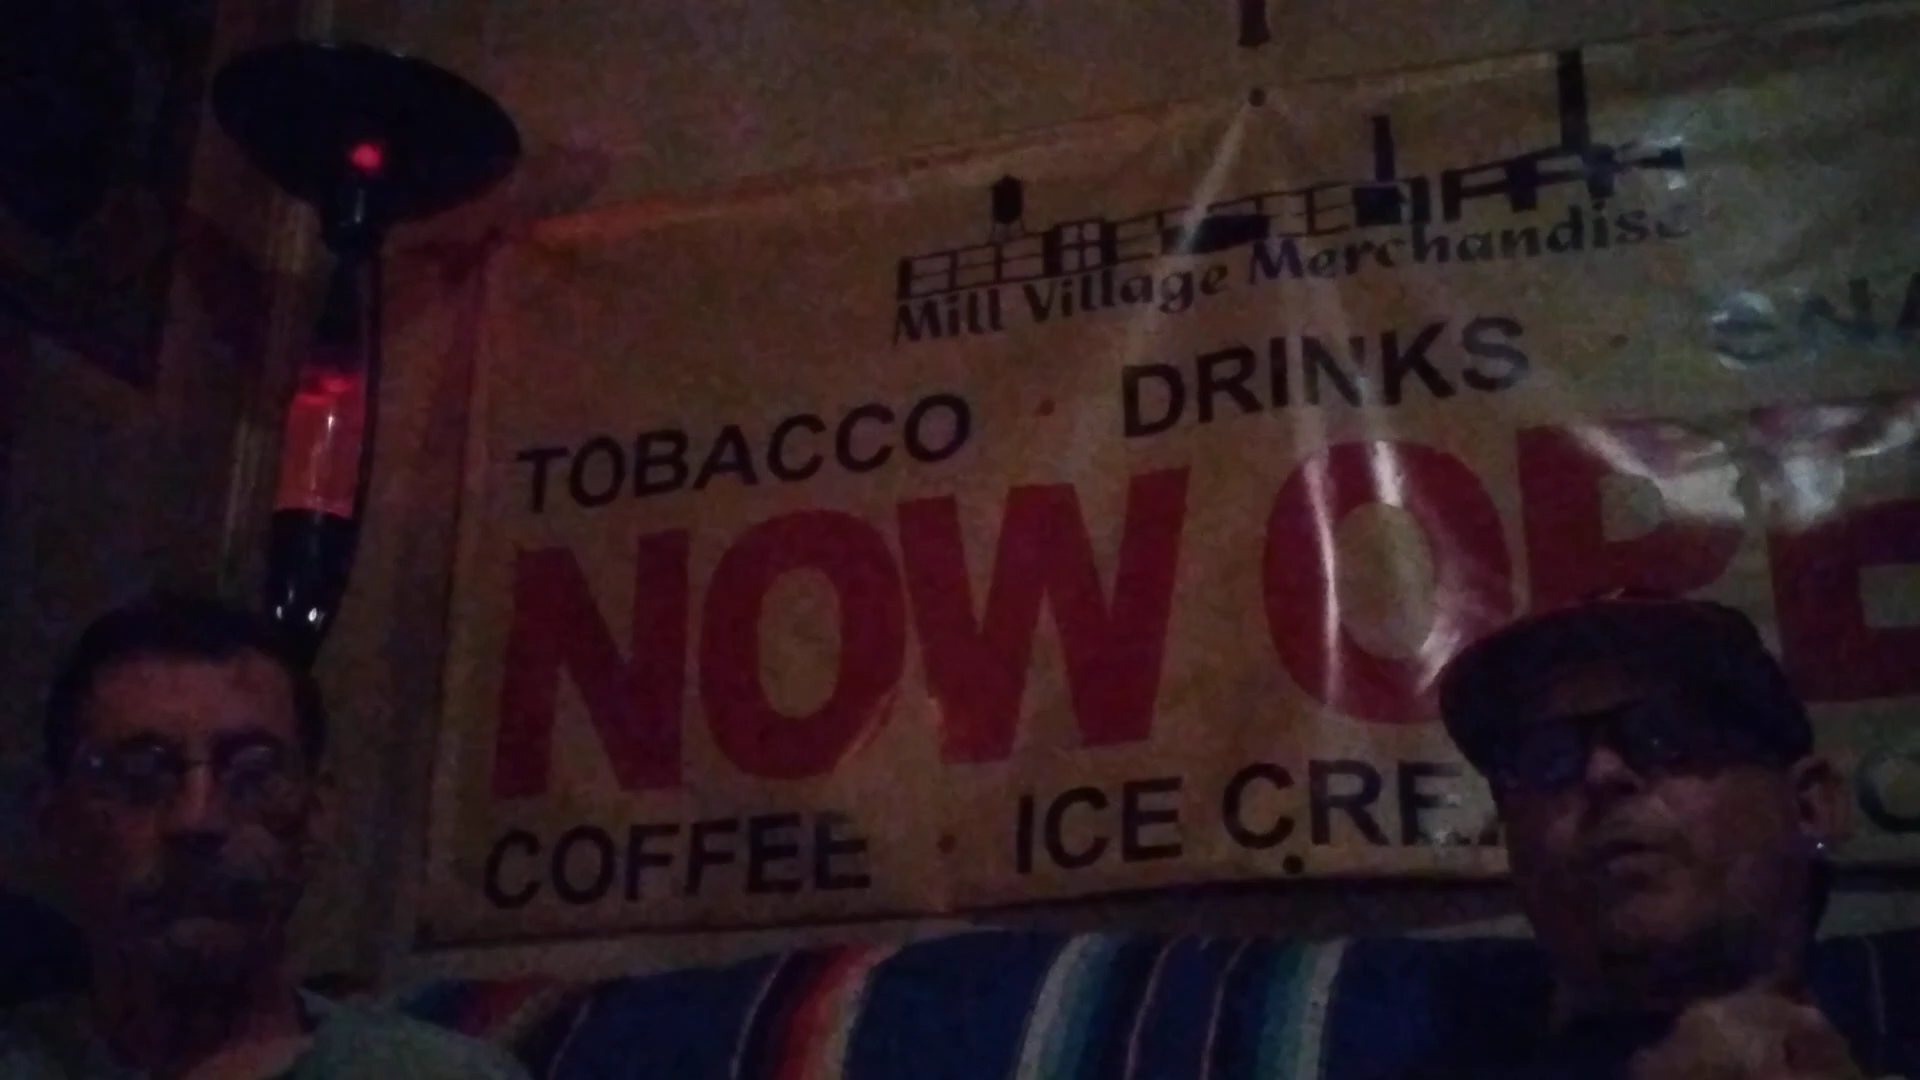 Mill Village Merchandise
TOBACCO • DRINKS •
NOW
COFFEE • ICE